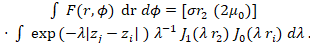 ∫ F(r,ϕ) dr dϕ = [σr₂ (2μ₀)]
· ∫ exp(−λ|zⱼ − zᵢ|) λ⁻¹ J₁(λ r₂) J₀(λ rᵢ) dλ .